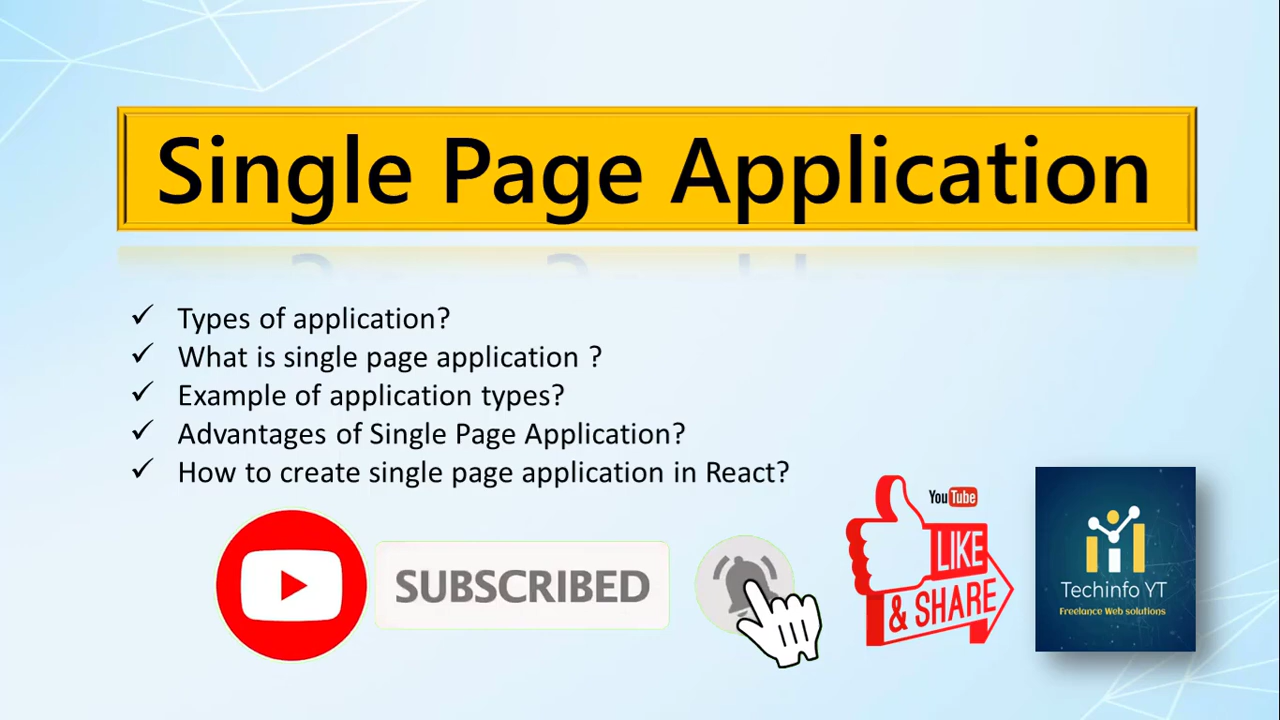 Single Page Application
✓ Types of application?
✓ What is single page application ?
✓ Example of application types?
✓ Advantages of Single Page Application?
✓ How to create single page application in React?
SUBSCRIBED
YouTube
LIKE
& SHARE
Techinfo YT
Freelance Web solutions